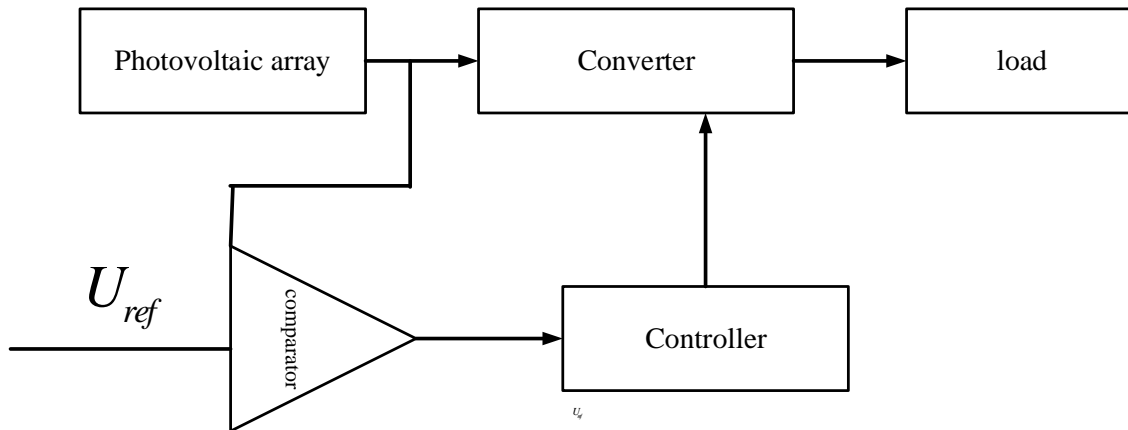 Photovoltaic array
Converter
load
U_ref
comparator
Controller